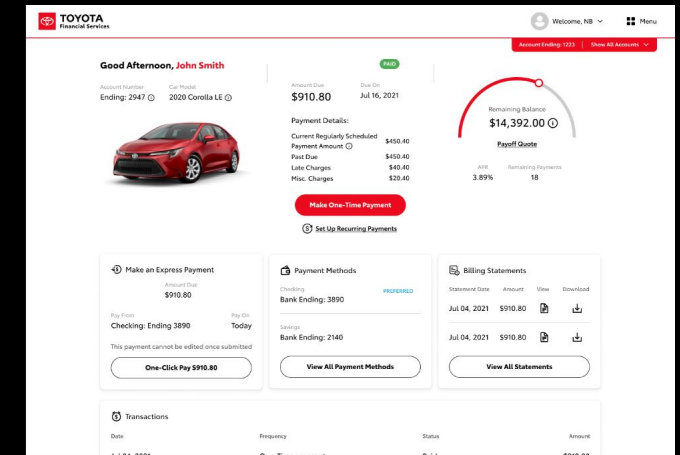 TOYOTA
Financial Services
Welcome, NB
Menu
Account Ending: 1223 | Show All Accounts
Good Afternoon, John Smith
Account Number
Car Model
Ending: 2947
2020 Corolla LE
PAID
Amount Due
Due On
$910.80
Jul 16, 2021
Payment Details:
Current Regularly Scheduled
Payment Amount
$450.40
Past Due
$450.40
Late Charges
$40.40
Misc. Charges
$20.40
Make One-Time Payment
Set Up Recurring Payments
Remaining Balance
$14,392.00
Payoff Quote
APR
Remaining Payments
3.89%
18
Make an Express Payment
Amount Due
$910.80
Pay From
Pay On
Checking: Ending 3890
Today
This payment cannot be edited once submitted
One-Click Pay $910.80
Payment Methods
Checking
PREFERRED
Bank Ending: 3890
Savings
Bank Ending: 2140
View All Payment Methods
Billing Statements
Statement Date
Amount
View
Download
Jul 04, 2021
$910.80
Jul 04, 2021
$910.80
View All Statements
Transactions
Date
Frequency
Status
Amount